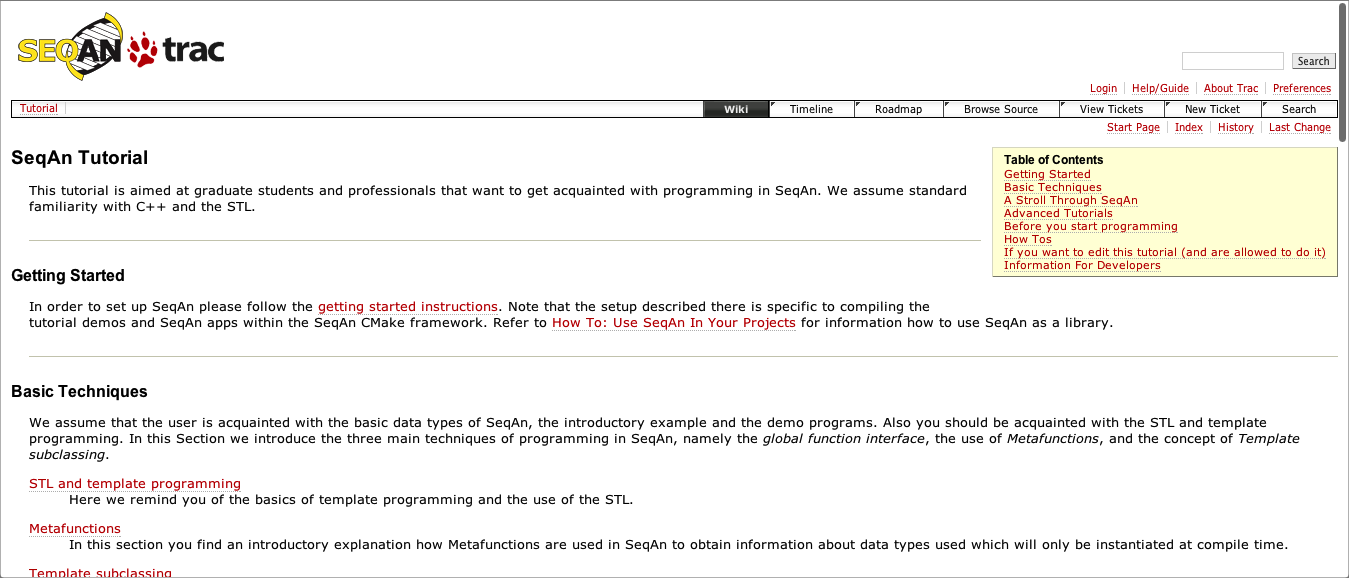 SEQAN trac
Search
Login Help/Guide About Trac Preferences
Tutorial Wiki Timeline Roadmap Browse Source View Tickets New Ticket Search
Start Page Index History Last Change
SeqAn Tutorial
This tutorial is aimed at graduate students and professionals that want to get acquainted with programming in SeqAn. We assume standard
familiarity with C++ and the STL.
Table of Contents
Getting Started
Basic Techniques
A Stroll Through SeqAn
Advanced Tutorials
Before you start programming
How Tos
If you want to edit this tutorial (and are allowed to do it)
Information For Developers
Getting Started
In order to set up SeqAn please follow the getting started instructions. Note that the setup described there is specific to compiling the
tutorial demos and SeqAn apps within the SeqAn CMake framework. Refer to How To: Use SeqAn In Your Projects for information how to use SeqAn as a library.
Basic Techniques
We assume that the user is acquainted with the basic data types of SeqAn, the introductory example and the demo programs. Also you should be acquainted with the STL and template
programming. In this Section we introduce the three main techniques of programming in SeqAn, namely the global function interface, the use of Metafunctions, and the concept of Template
subclassing.
STL and template programming
Here we remind you of the basics of template programming and the use of the STL.
Metafunctions
In this section you find an introductory explanation how Metafunctions are used in SeqAn to obtain information about data types used which will only be instantiated at compile time.
Template subclassing